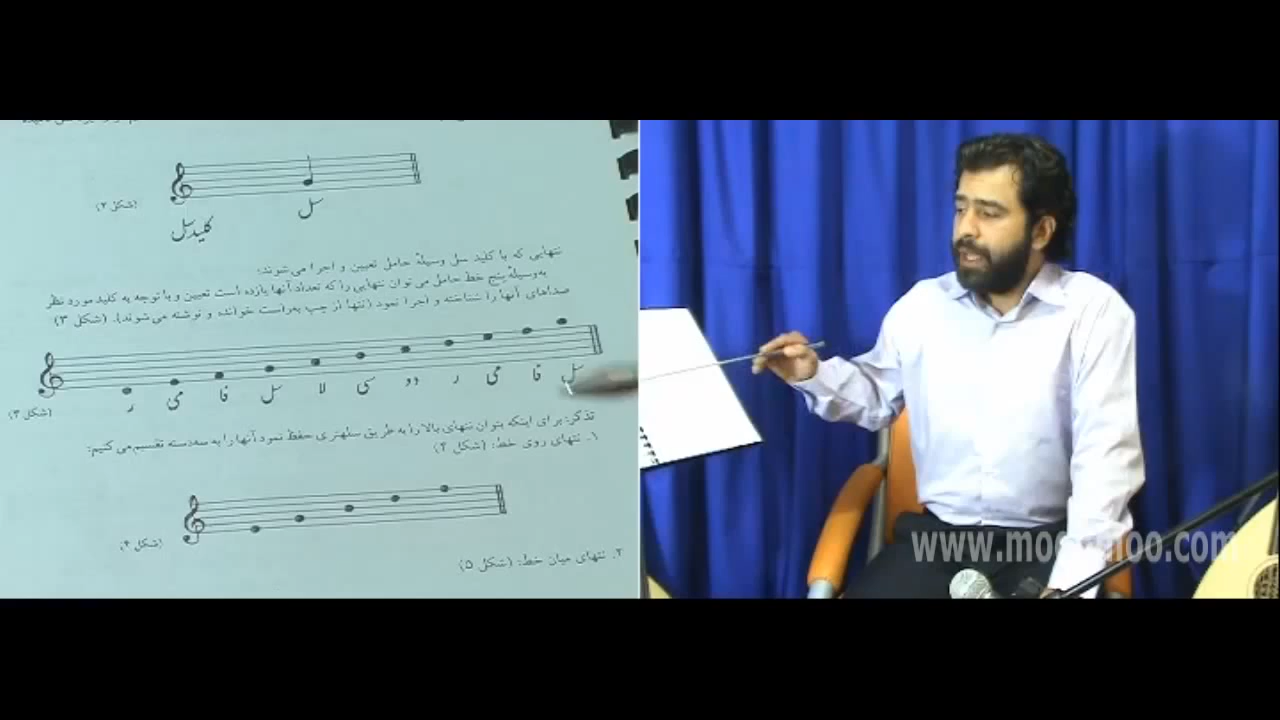 (شکل ۲)
سل
کلید سل
نتهایی که با کلید سل وسیلهٔ حامل تعیین و اجرا می‌شوند:
به‌وسیلهٔ پنج خط حامل می‌توان نتهایی را که تعداد آنها یازده است تعیین و با توجه به کلید مورد نظر
صداهای آنها را شناخته و اجرا نمود (نتها از چپ به‌راست خوانده و نوشته می‌شوند). (شکل ۳)
ر می فا سل لا سی دو ر می فا سل
(شکل ۳)
تذکر: برای اینکه بتوان نتهای بالا را به طریق سهلتری حفظ نمود آنها را به سه‌دسته تقسیم می‌کنیم:
۱. نتهای روی خط: (شکل ۴)
(شکل ۴)
۲. نتهای میان خط: (شکل ۵)